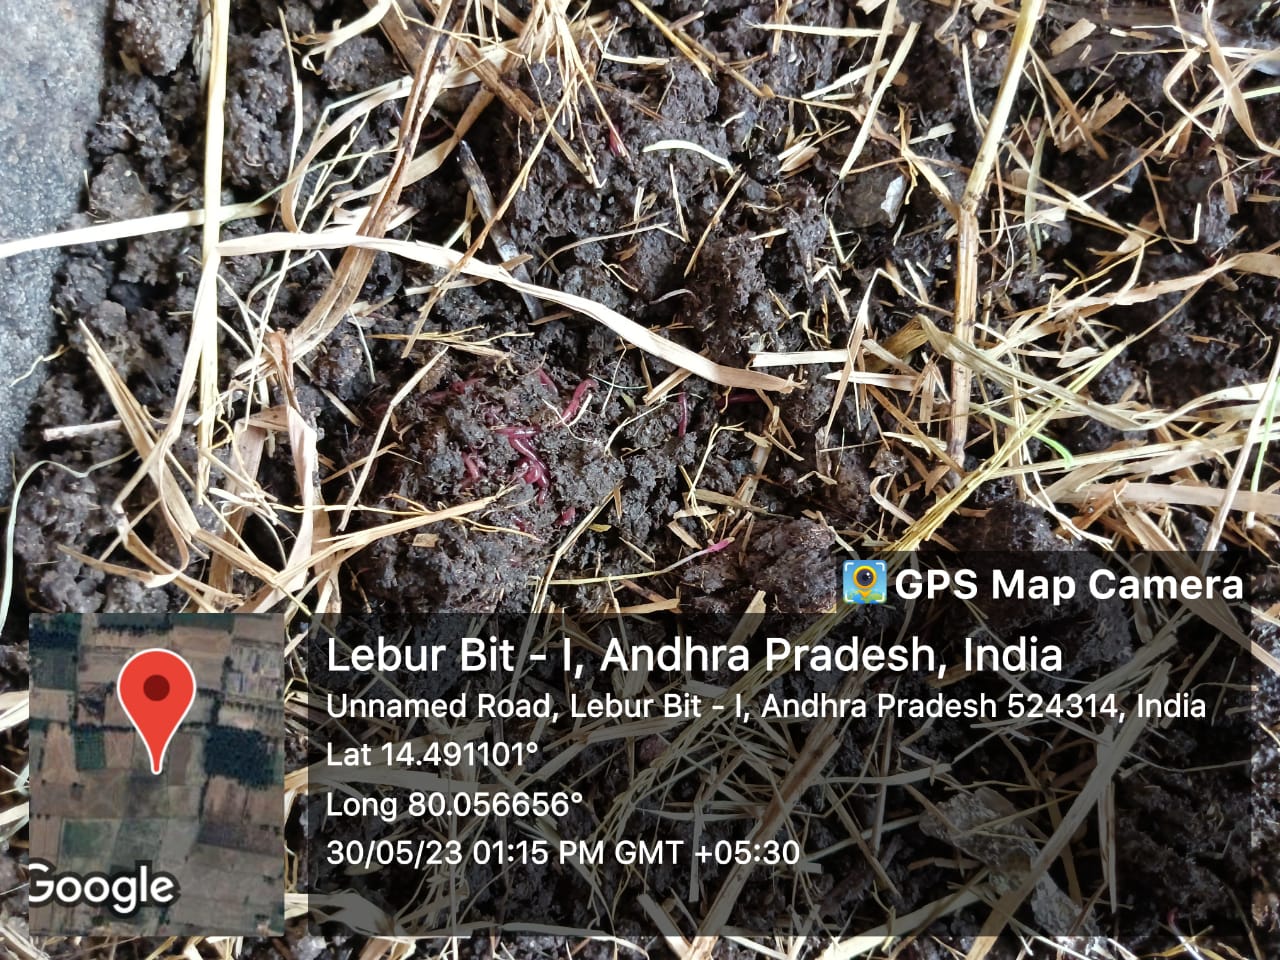 GPS Map Camera
Lebur Bit - I, Andhra Pradesh, India
Unnamed Road, Lebur Bit - I, Andhra Pradesh 524314, India
Lat 14.491101°
Long 80.056656°
30/05/23 01:15 PM GMT +05:30
Google